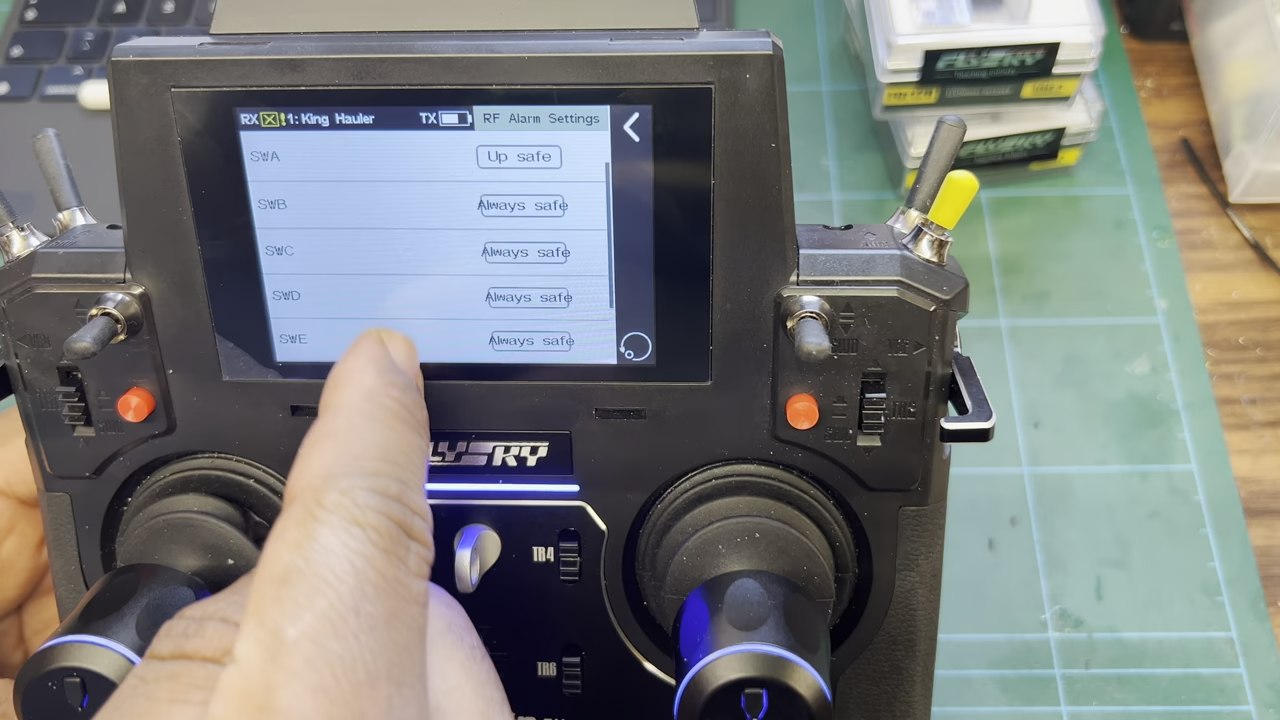 RX 1: King Hauler TX RF Alarm Settings
SWA Up safe
SWB Always safe
SWC Always safe
SWD Always safe
SWE Always safe
FLYSKY
TR4
TR6